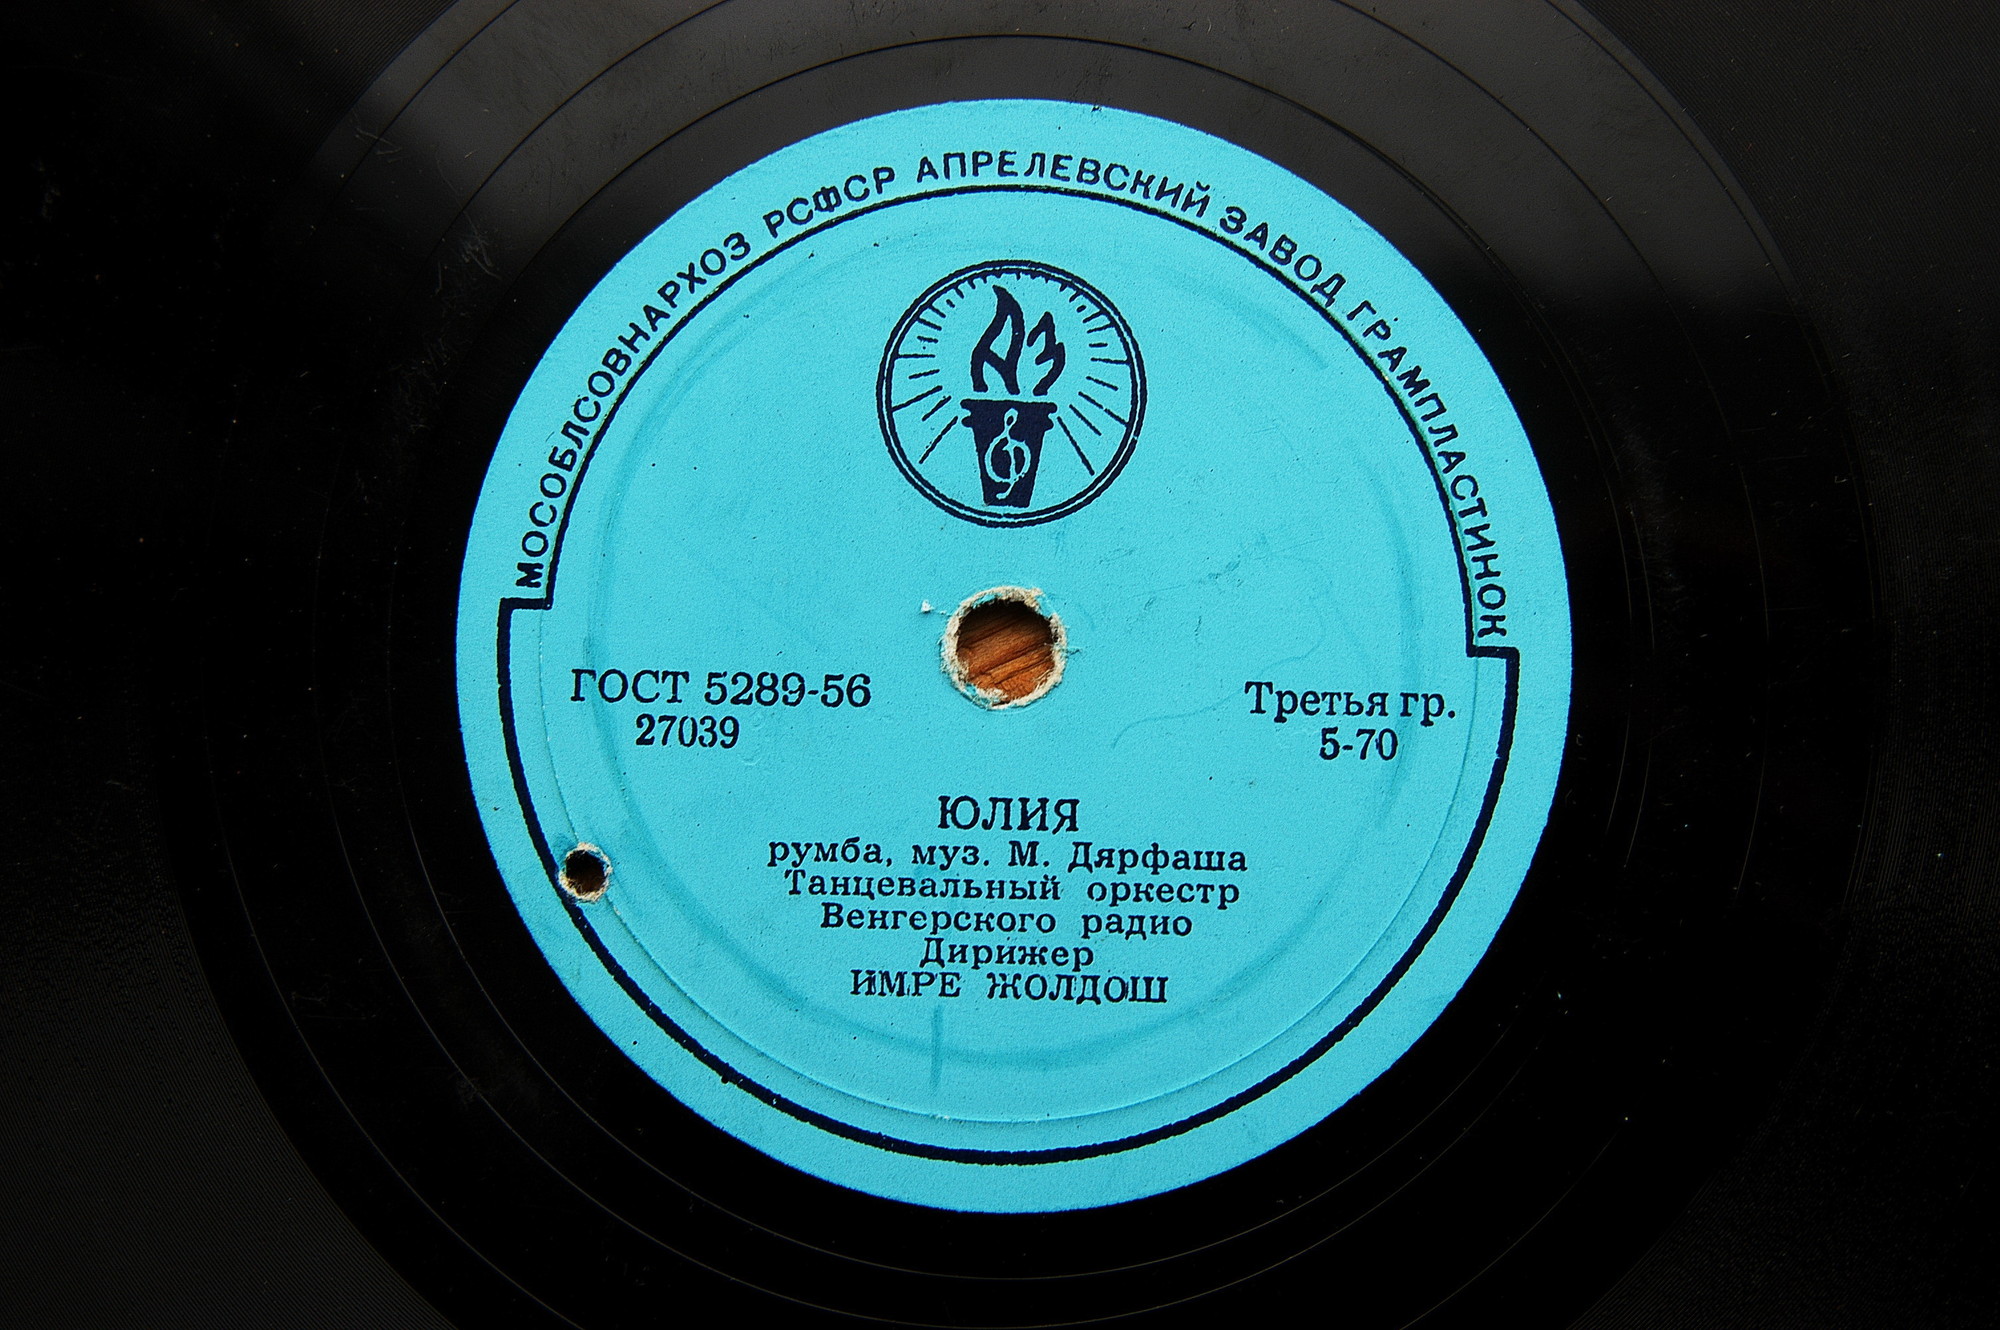 МОСОБЛСОВНАРХОЗ РСФСР АПРЕЛЕВСКИЙ ЗАВОД ГРАМПЛАСТИНОК
АЗ
ГОСТ 5289-56
27039
Третья гр.
5-70
ЮЛИЯ
румба, муз. М. Дярфаша
Танцевальный оркестр
Венгерского радио
Дирижер
ИМРЕ ЖОЛДОШ